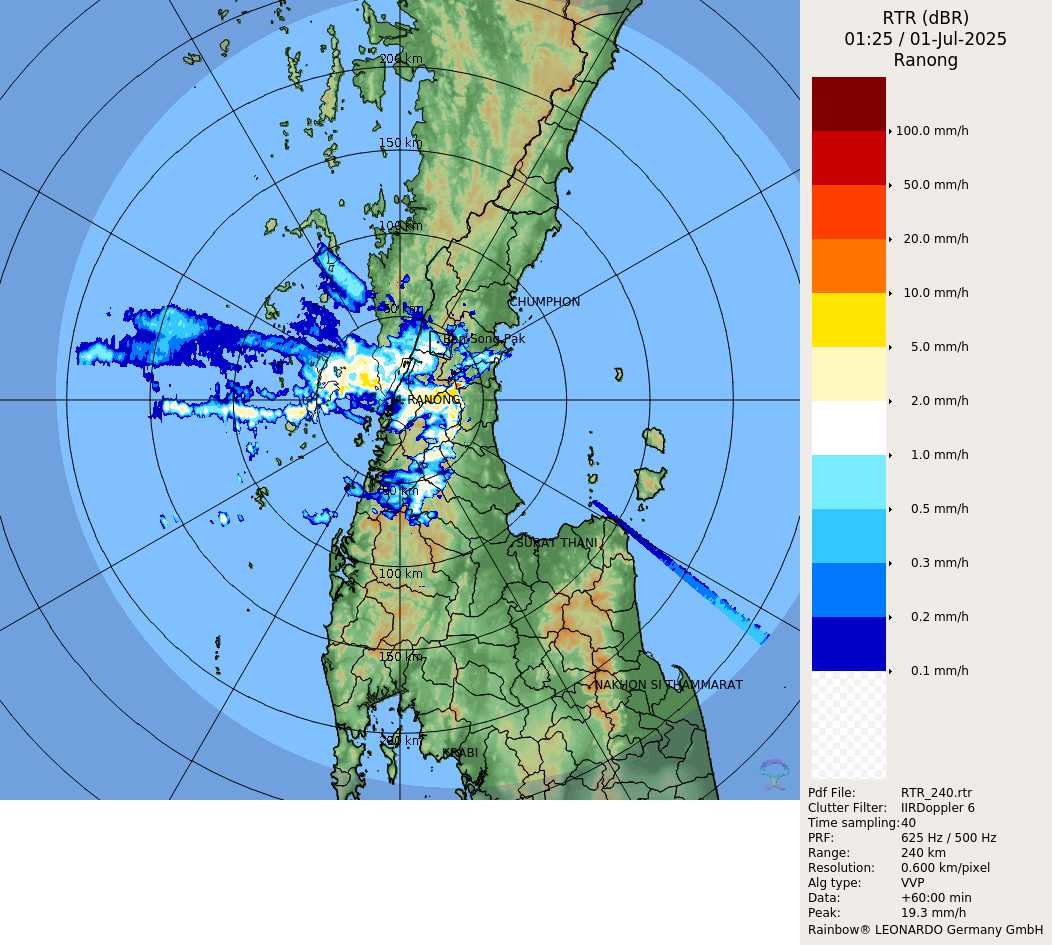 RTR (dBR)
01:25 / 01-Jul-2025
Ranong
200 km
150 km
100 km
50 km
CHUMPHON
Ban Song Pak
RANONG
50 km
SURAT THANI
100 km
150 km
NAKHON SI THAMMARAT
200 km
KRABI
100.0 mm/h
50.0 mm/h
20.0 mm/h
10.0 mm/h
5.0 mm/h
2.0 mm/h
1.0 mm/h
0.5 mm/h
0.3 mm/h
0.2 mm/h
0.1 mm/h
Pdf File: RTR_240.rtr
Clutter Filter: IIRDoppler 6
Time sampling: 40
PRF: 625 Hz / 500 Hz
Range: 240 km
Resolution: 0.600 km/pixel
Alg type: VVP
Data: +60:00 min
Peak: 19.3 mm/h
Rainbow® LEONARDO Germany GmbH